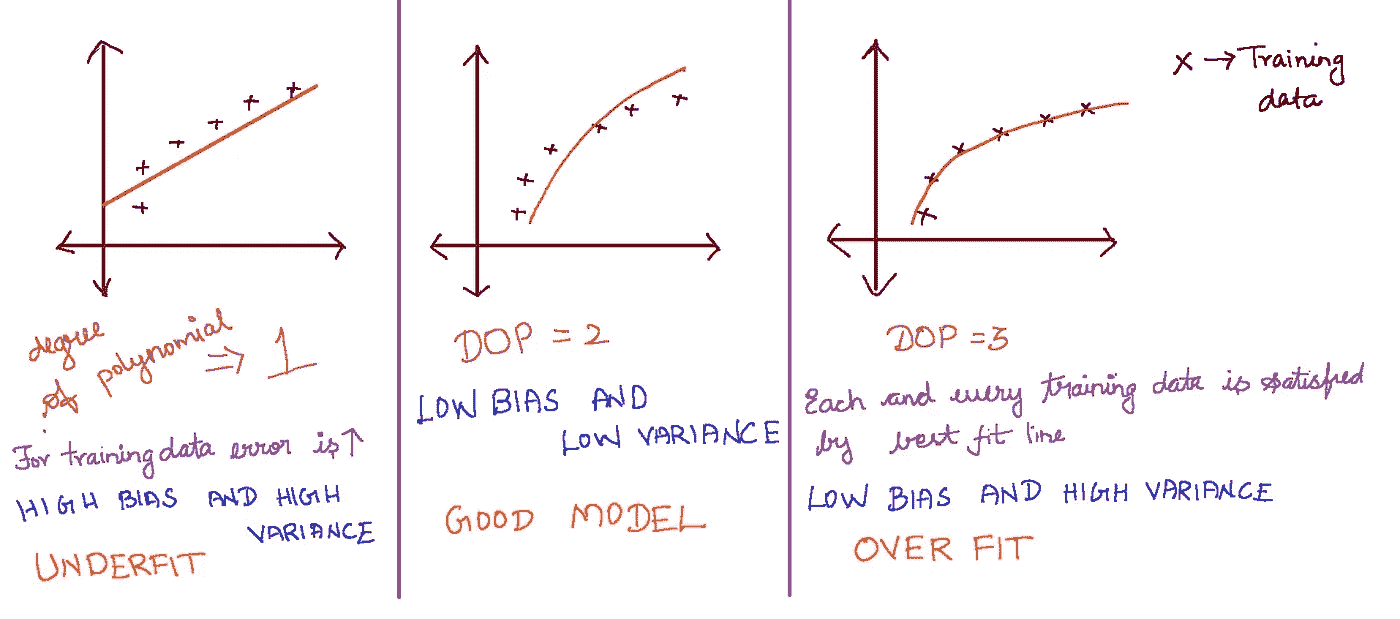 degree
of polynomial ⇒ 1
For training data error is ↑
HIGH BIAS AND HIGH
VARIANCE
UNDERFIT
DOP = 2
LOW BIAS AND
LOW VARIANCE
GOOD MODEL
x → Training
data
DOP = 3
Each and every training data is satisfied
by best fit line
LOW BIAS AND HIGH VARIANCE
OVER FIT